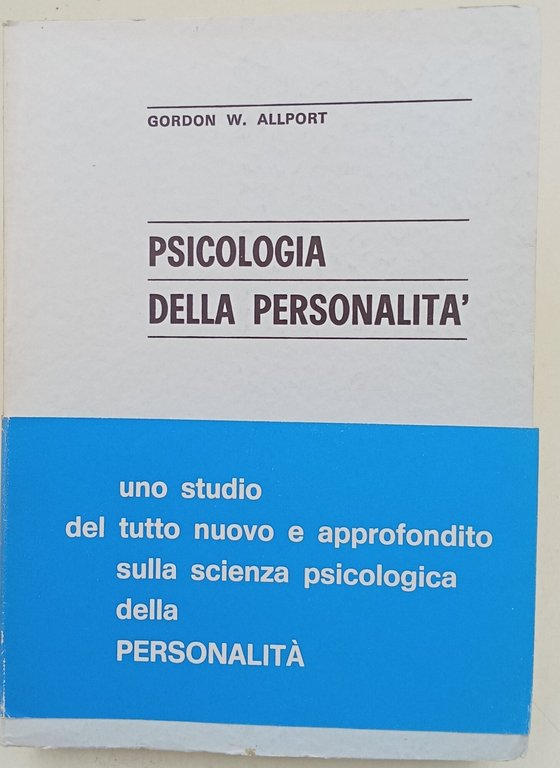 GORDON W. ALLPORT
PSICOLOGIA
DELLA PERSONALITA'
uno studio
del tutto nuovo e approfondito
sulla scienza psicologica
della
PERSONALITÀ